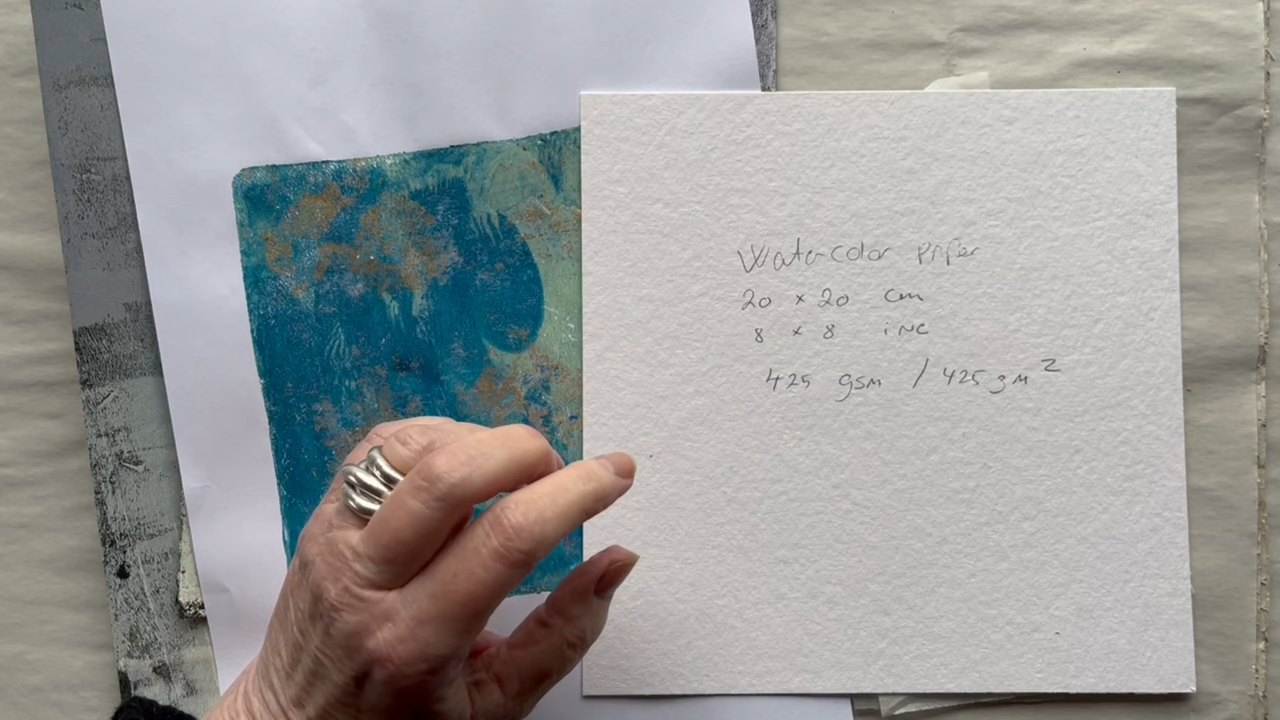 Watercolor paper
20 x 20 cm
8 x 8 inc
425 gsm / 425 gm²